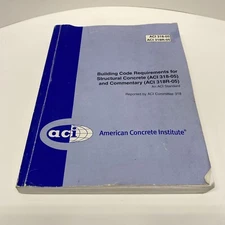 ACI 318-05
ACI 318R-05
Building Code Requirements for
Structural Concrete (ACI 318-05)
and Commentary (ACI 318R-05)
An ACI Standard
Reported by ACI Committee 318
aci
American Concrete Institute®